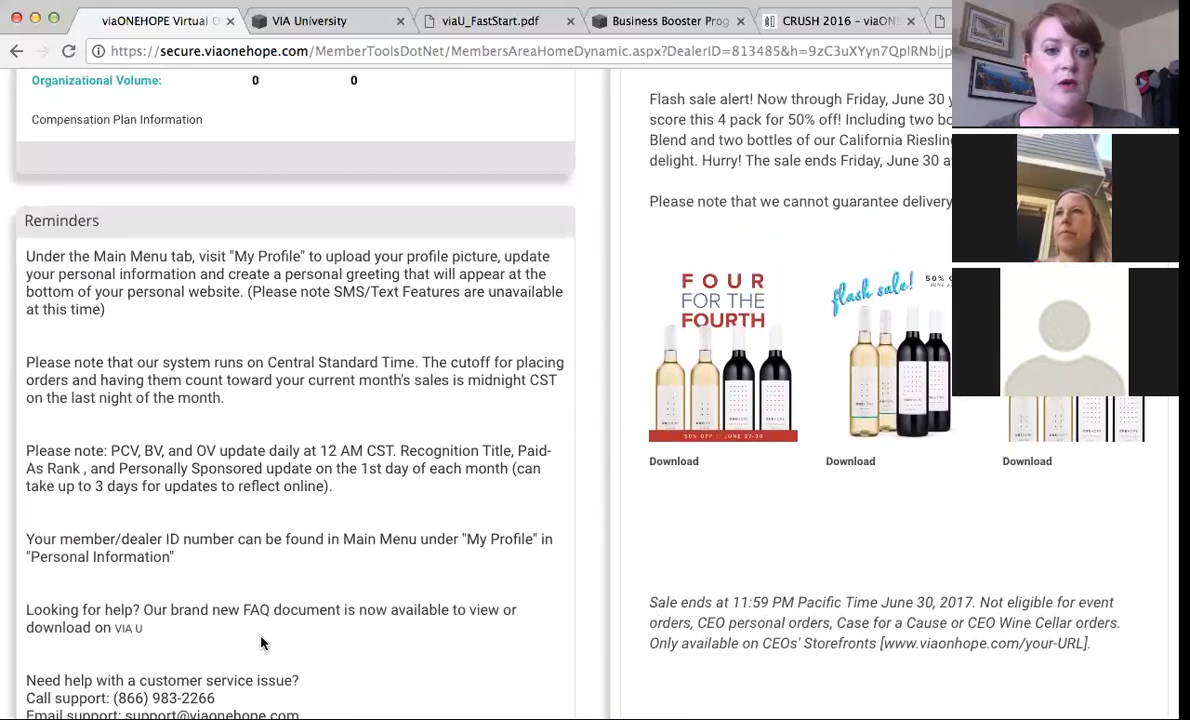 viaONEHOPE Virtual O
VIA University
viaU_FastStart.pdf
Business Booster Prog
CRUSH 2016 - viaONE
https://secure.viaonehope.com/MemberToolsDotNet/MembersAreaHomeDynamic.aspx?DealerID=813485&h=9zC3uXYyn7QplRNbijp
Organizational Volume: 0 0
Compensation Plan Information
Reminders
Under the Main Menu tab, visit "My Profile" to upload your profile picture, update
your personal information and create a personal greeting that will appear at the
bottom of your personal website. (Please note SMS/Text Features are unavailable
at this time)
Please note that our system runs on Central Standard Time. The cutoff for placing
orders and having them count toward your current month's sales is midnight CST
on the last night of the month.
Please note: PCV, BV, and OV update daily at 12 AM CST. Recognition Title, Paid-
As Rank , and Personally Sponsored update on the 1st day of each month (can
take up to 3 days for updates to reflect online).
Your member/dealer ID number can be found in Main Menu under "My Profile" in
"Personal Information"
Looking for help? Our brand new FAQ document is now available to view or
download on VIA U
Need help with a customer service issue?
Call support: (866) 983-2266
Email support: support@viaonehope.com
Flash sale alert! Now through Friday, June 30 y
score this 4 pack for 50% off! Including two bo
Blend and two bottles of our California Riesling
delight. Hurry! The sale ends Friday, June 30 a
Please note that we cannot guarantee delivery
FOUR
FOR THE
FOURTH
50% OFF // JUNE 27-30
Download
flash sale!
50% O
Download
Download
Sale ends at 11:59 PM Pacific Time June 30, 2017. Not eligible for event
orders, CEO personal orders, Case for a Cause or CEO Wine Cellar orders.
Only available on CEOs' Storefronts [www.viaonehope.com/your-URL].